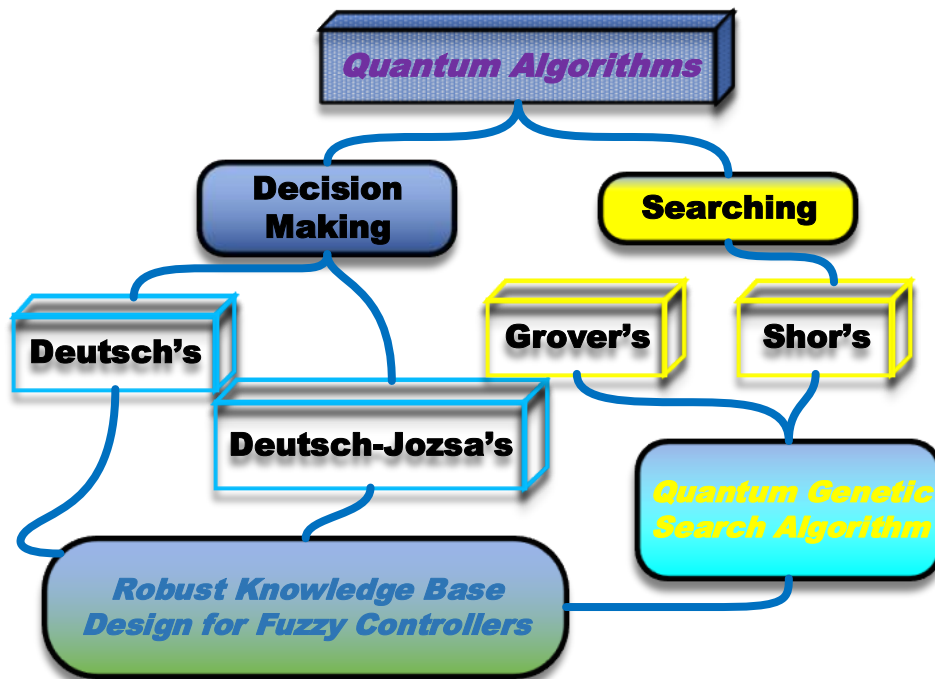 Quantum Algorithms
Decision
Making
Searching
Deutsch's
Grover's
Shor's
Deutsch-Jozsa's
Quantum Genetic
Search Algorithm
Robust Knowledge Base
Design for Fuzzy Controllers